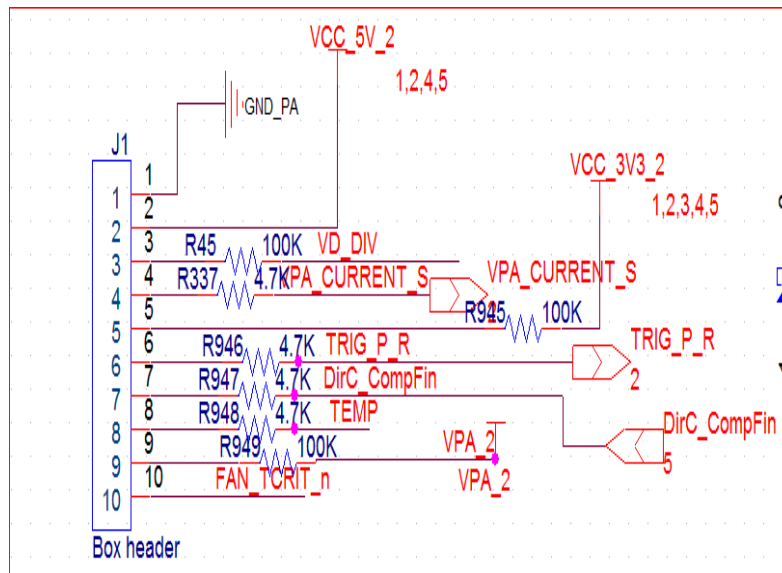 VCC_5V_2
1,2,4,5
GND_PA
J1
VCC_3V3_2
1,2,3,4,5
1 1
2 2
3 3 R45 100K VD_DIV
4 4 R337 4.7K VPA_CURRENT_S VPA_CURRENT_S
5 5 R945 100K
6 6 R946 4.7K TRIG_P_R TRIG_P_R
2
7 7 R947 4.7K DirC_CompFin
8 8 R948 4.7K TEMP DirC_CompFin
5
9 9 R949 100K VPA_2
VPA_2
10 10 FAN_TCRIT_n
Box header